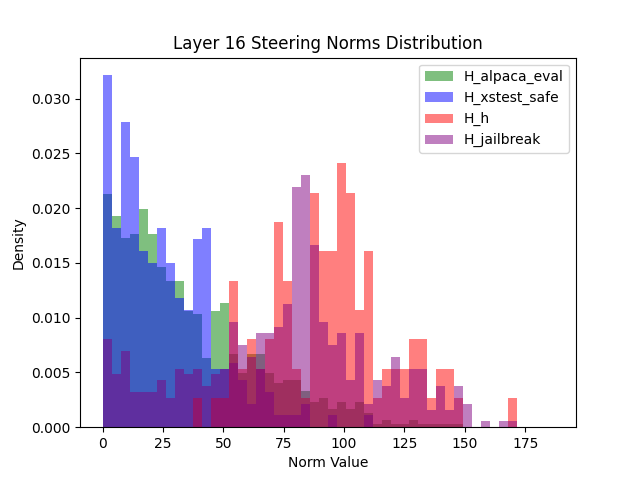 Layer 16 Steering Norms Distribution
H_alpaca_eval
H_xstest_safe
H_h
H_jailbreak
Density
0.030
0.025
0.020
0.015
0.010
0.005
0.000
0 25 50 75 100 125 150 175
Norm Value